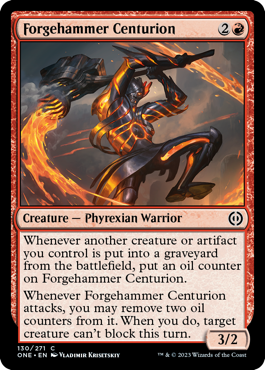 Forgehammer Centurion 2
Creature — Phyrexian Warrior
Whenever another creature or artifact
you control is put into a graveyard
from the battlefield, put an oil counter
on Forgehammer Centurion.
Whenever Forgehammer Centurion
attacks, you may remove two oil
counters from it. When you do, target
creature can't block this turn.
3/2
130/271 C
ONE • EN Vladimir Krisetskiy
™ & © 2023 Wizards of the Coast